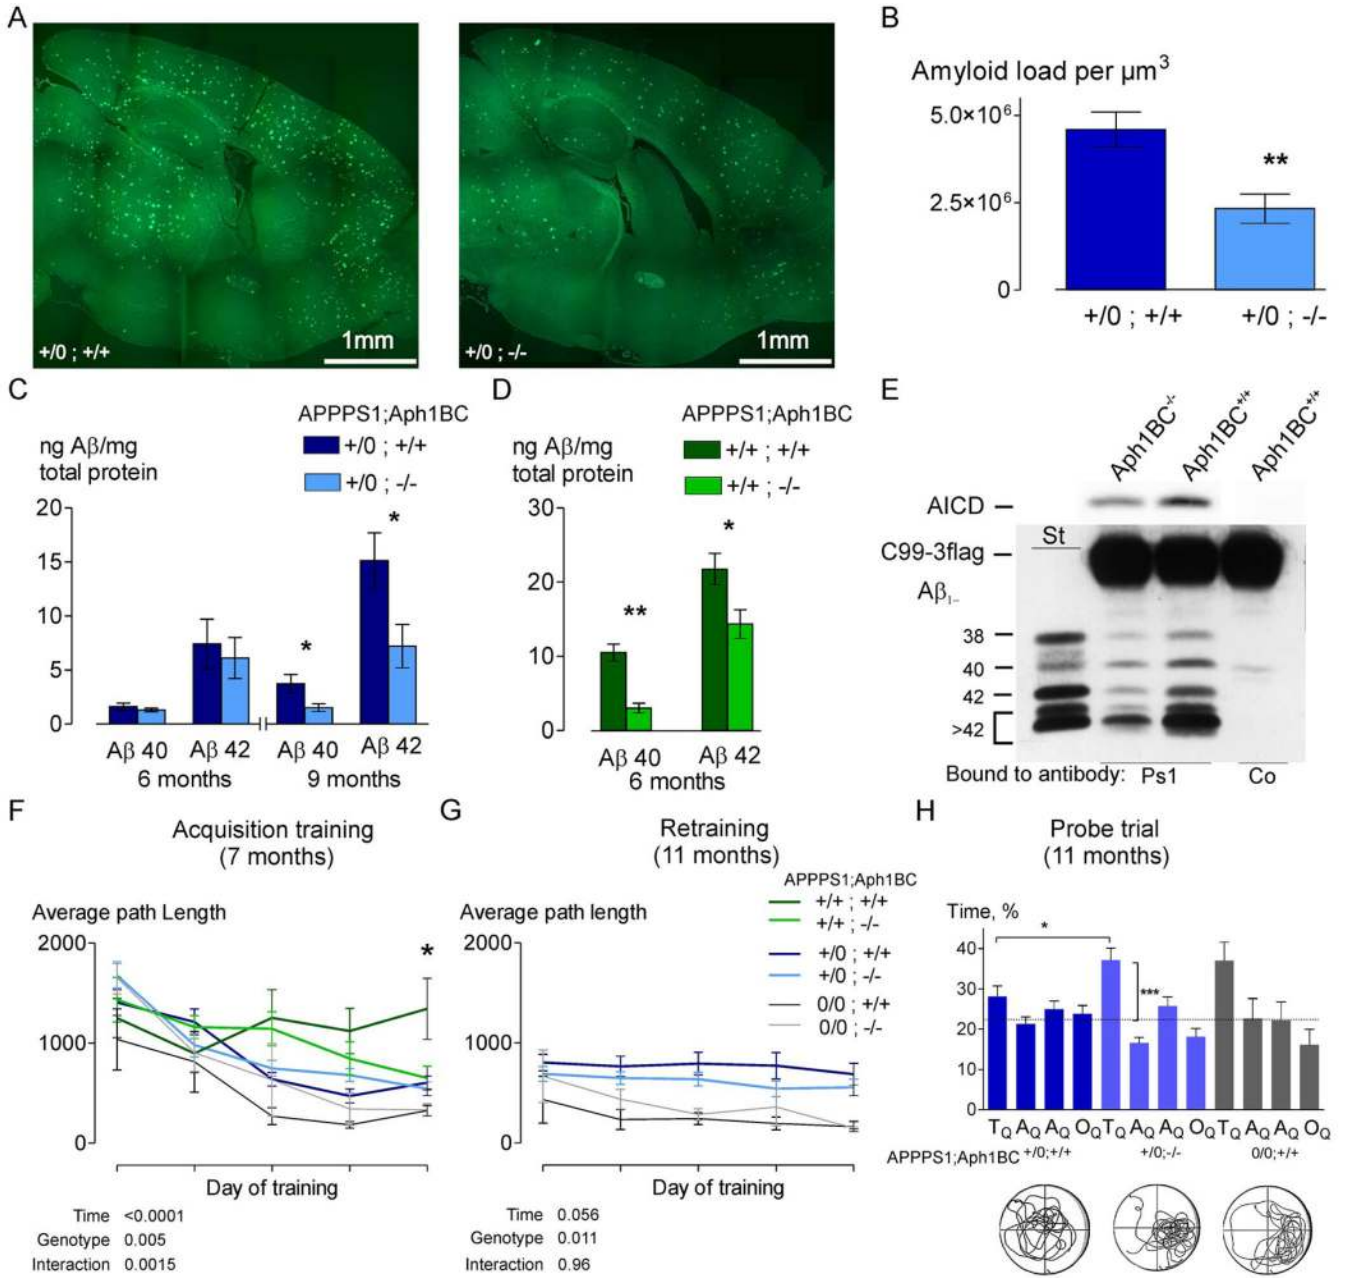 A
+/0 ; +/+
1mm
+/0 ; -/-
1mm
B
Amyloid load per µm³
5.0×10⁶
2.5×10⁶
0
**
+/0 ; +/+
+/0 ; -/-
C
APPPS1;Aph1BC
+/0 ; +/+
+/0 ; -/-
ng Aβ/mg
total protein
20
15
10
5
0
*
*
Aβ 40
Aβ 42
Aβ 40
Aβ 42
6 months
9 months
D
APPPS1;Aph1BC
+/+ ; +/+
+/+ ; -/-
ng Aβ/mg
total protein
30
20
10
0
**
*
Aβ 40
Aβ 42
6 months
E
Aph1BC-/-
Aph1BC+/+
Aph1BC+/+
AICD
St
C99-3flag
Aβ1–
38
40
42
>42
Bound to antibody: Ps1 Co
F
Acquisition training
(7 months)
Average path Length
2000
1000
0
*
Day of training
Time <0.0001
Genotype 0.005
Interaction 0.0015
G
Retraining
(11 months)
APPPS1;Aph1BC
+/+ ; +/+
+/+ ; -/-
+/0 ; +/+
+/0 ; -/-
0/0 ; +/+
0/0 ; -/-
Average path length
2000
1000
0
Day of training
Time 0.056
Genotype 0.011
Interaction 0.96
H
Probe trial
(11 months)
Time, %
40
30
20
10
0
*
***
TQ AQ AQ OQ TQ AQ AQ OQ TQ AQ AQ OQ
APPPS1;Aph1BC +/0;+/+ +/0;-/- 0/0;+/+